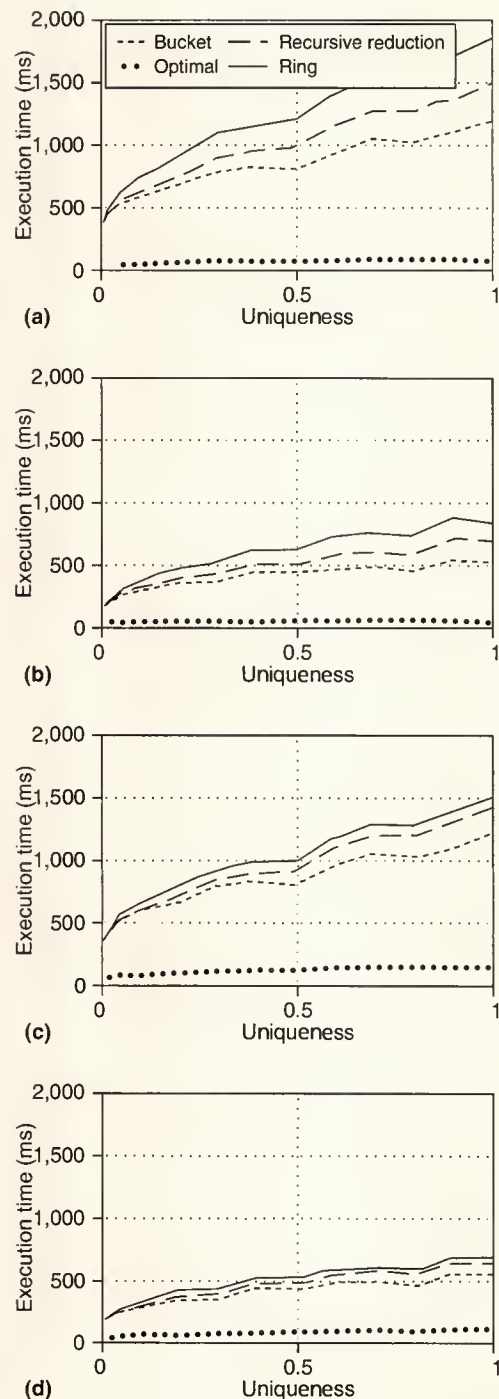 2,000
Bucket Recursive reduction
Optimal Ring
1,500
1,000
500
0
Execution time (ms)
0 0.5 1
Uniqueness
(a)
2,000
1,500
1,000
500
0
Execution time (ms)
0 0.5 1
Uniqueness
(b)
2,000
1,500
1,000
500
0
Execution time (ms)
0 0.5 1
Uniqueness
(c)
2,000
1,500
1,000
500
0
Execution time (ms)
0 0.5 1
Uniqueness
(d)